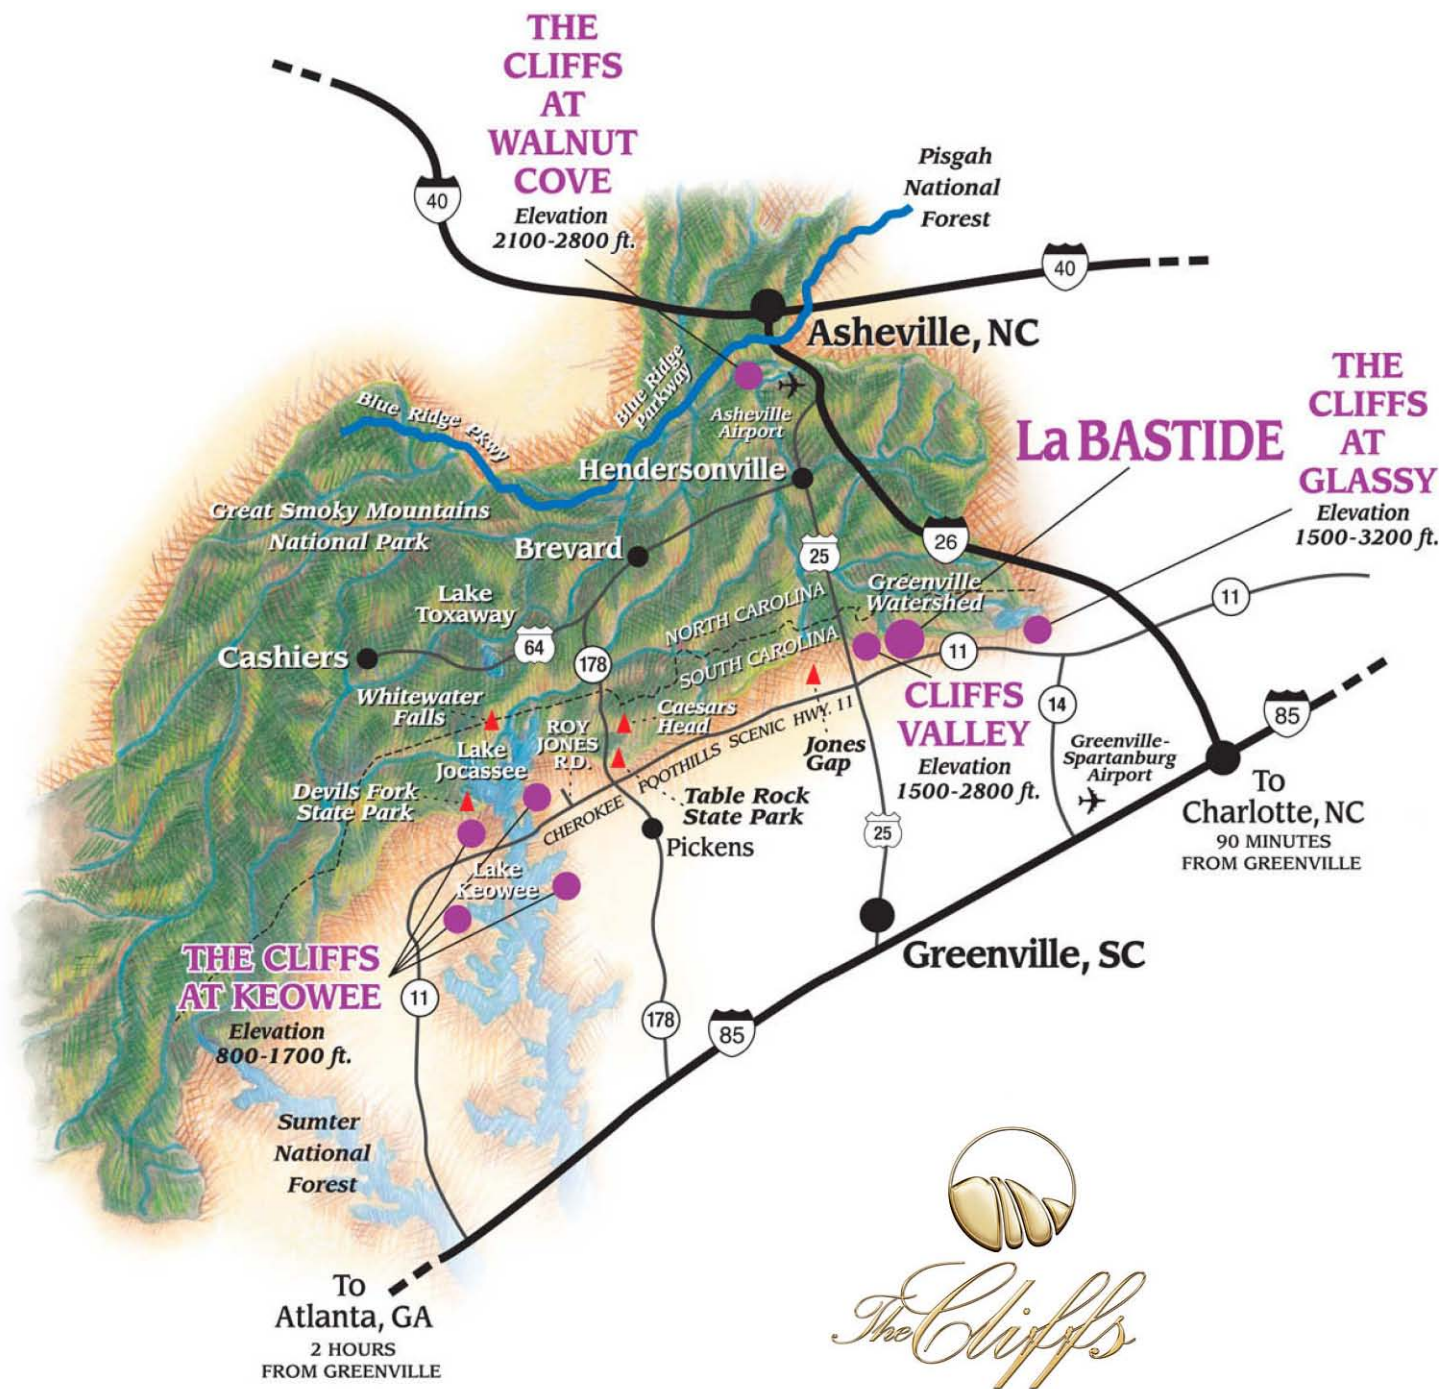 THE
CLIFFS
AT
WALNUT
COVE
Elevation
2100-2800 ft.
40
Pisgah
National
Forest
40
Asheville, NC
Blue Ridge
Parkway
Blue Ridge Pkwy
Asheville
Airport
Hendersonville
THE
CLIFFS
AT
GLASSY
Elevation
1500-3200 ft.
La BASTIDE
Great Smoky Mountains
National Park
Brevard
25
26
Greenville
Watershed
11
Lake
Toxaway
64
NORTH CAROLINA
SOUTH CAROLINA
Cashiers
178
11
Whitewater
Falls
Caesars
Head
CLIFFS
VALLEY
Elevation
1500-2800 ft.
14
85
ROY
JONES
R.D.
Lake
Jocassee
Jones
Gap
Greenville-
Spartanburg
Airport
CHEROKEE FOOTHILLS SCENIC HWY. 11
Devils Fork
State Park
Table Rock
State Park
To
Charlotte, NC
90 MINUTES
FROM GREENVILLE
25
Pickens
Lake
Keowee
Greenville, SC
THE CLIFFS
AT KEOWEE
Elevation
800-1700 ft.
11
178
85
Sumter
National
Forest
To
Atlanta, GA
2 HOURS
FROM GREENVILLE
The Cliffs